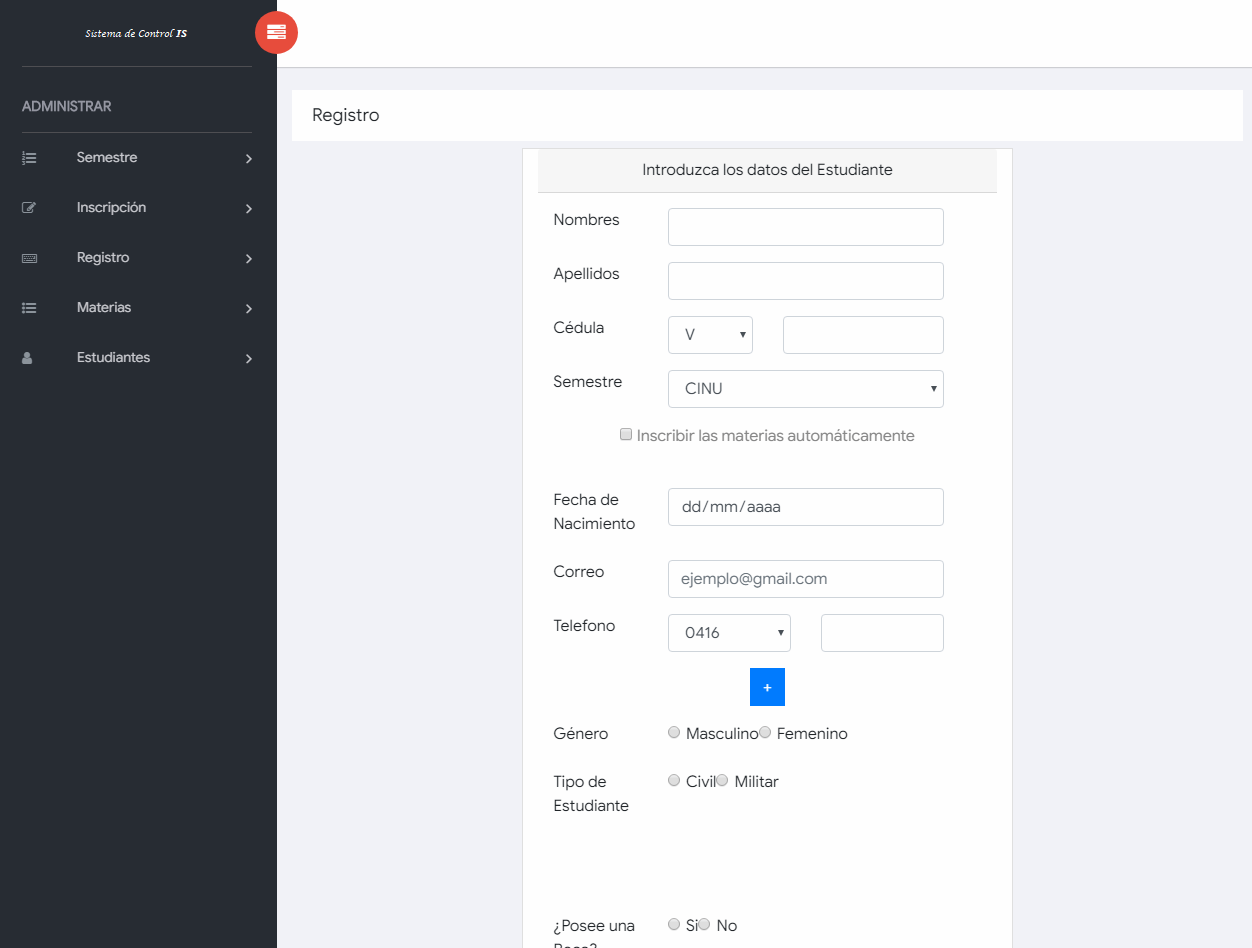 Sistema de Control IS
ADMINISTRAR
Semestre
Inscripción
Registro
Materias
Estudiantes
Registro
Introduzca los datos del Estudiante
Nombres
Apellidos
Cédula V
Semestre CINU
Inscribir las materias automáticamente
Fecha de
Nacimiento
dd/mm/aaaa
Correo ejemplo@gmail.com
Telefono 0416
+
Género Masculino Femenino
Tipo de
Estudiante
Civil Militar
¿Posee una
Si No